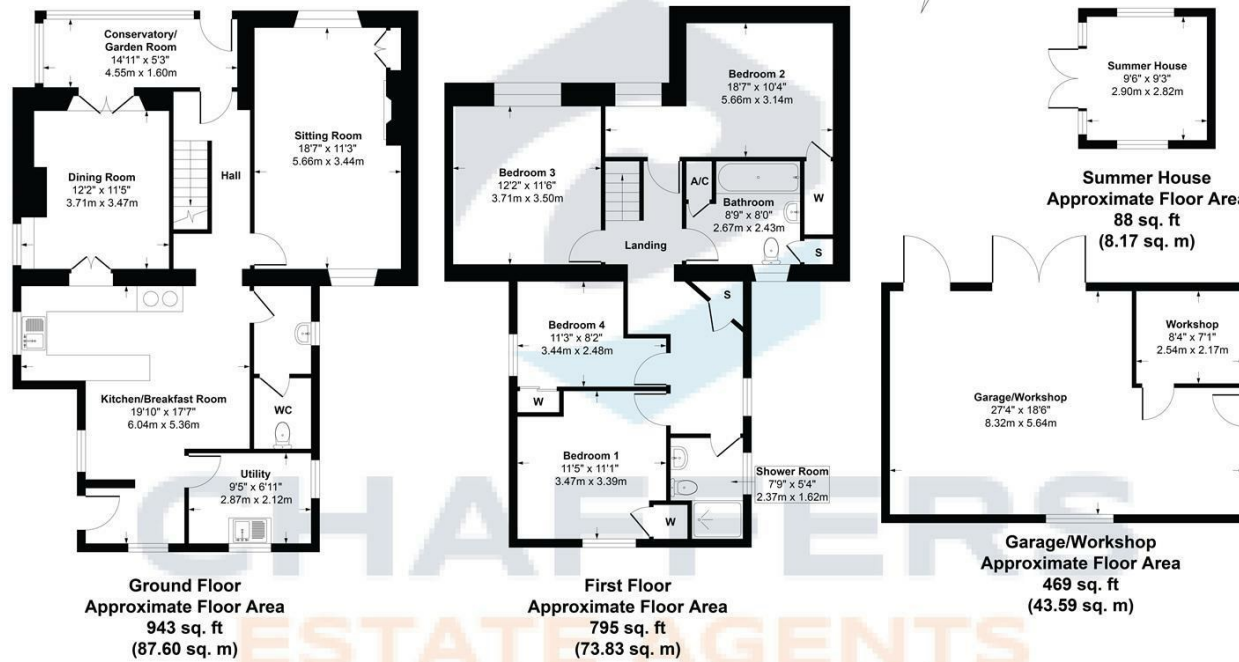 Conservatory/
Garden Room
14'11" x 5'3"
4.55m x 1.60m
Sitting Room
18'7" x 11'3"
5.66m x 3.44m
Dining Room
12'2" x 11'5"
3.71m x 3.47m
Hall
Kitchen/Breakfast Room
19'10" x 17'7"
6.04m x 5.36m
WC
Utility
9'5" x 6'11"
2.87m x 2.12m
Ground Floor
Approximate Floor Area
943 sq. ft
(87.60 sq. m)
Bedroom 2
18'7" x 10'4"
5.66m x 3.14m
Bedroom 3
12'2" x 11'6"
3.71m x 3.50m
A/C
Bathroom
8'9" x 8'0"
2.67m x 2.43m
W
S
Landing
S
Bedroom 4
11'3" x 8'2"
3.44m x 2.48m
W
Bedroom 1
11'5" x 11'1"
3.47m x 3.39m
W
Shower Room
7'9" x 5'4"
2.37m x 1.62m
First Floor
Approximate Floor Area
795 sq. ft
(73.83 sq. m)
Summer House
9'6" x 9'3"
2.90m x 2.82m
Summer House
Approximate Floor Area
88 sq. ft
(8.17 sq. m)
Workshop
8'4" x 7'1"
2.54m x 2.17m
Garage/Workshop
27'4" x 18'6"
8.32m x 5.64m
Garage/Workshop
Approximate Floor Area
469 sq. ft
(43.59 sq. m)
CHAFFERS
ESTATE AGENTS